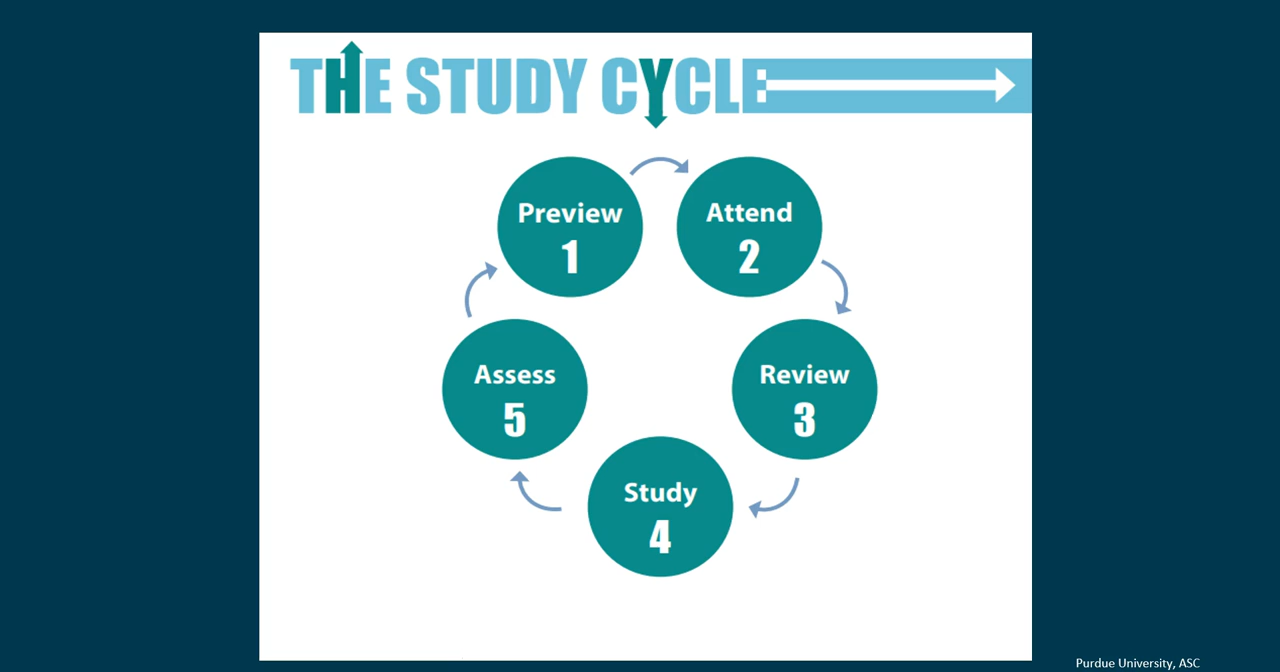 THE STUDY CYCLE
Preview
1
Attend
2
Review
3
Study
4
Assess
5
Purdue University, ASC